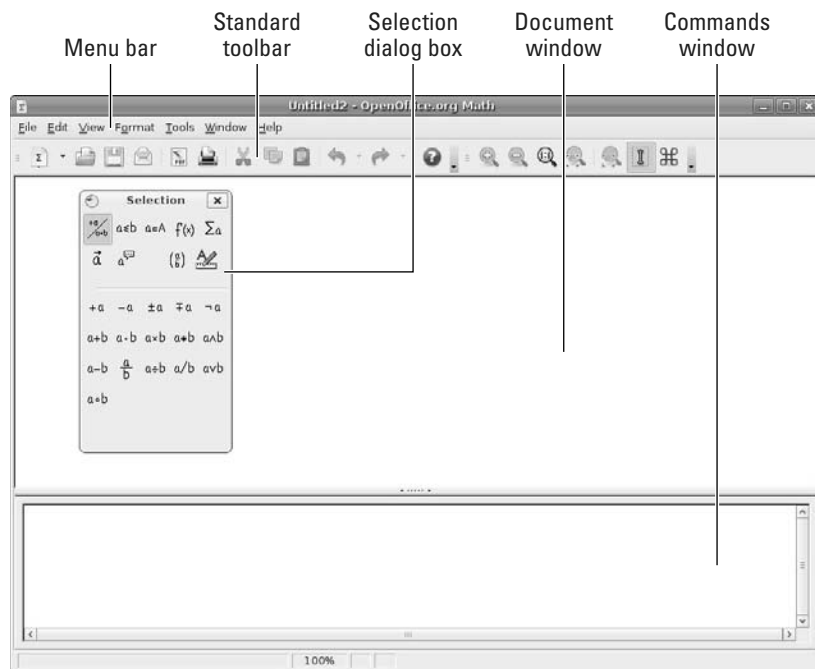 Menu bar
Standard toolbar
Selection dialog box
Document window
Commands window
Untitled2 - OpenOffice.org Math
File Edit View Format Tools Window Help
Selection
+a/a+b a≤b a∈A f(x) Σa
a⃗
+a -a ±a ∓a ¬a
a+b a·b a×b a∗b a∧b
a-b a/b a÷b a/b a∨b
a∘b
100%